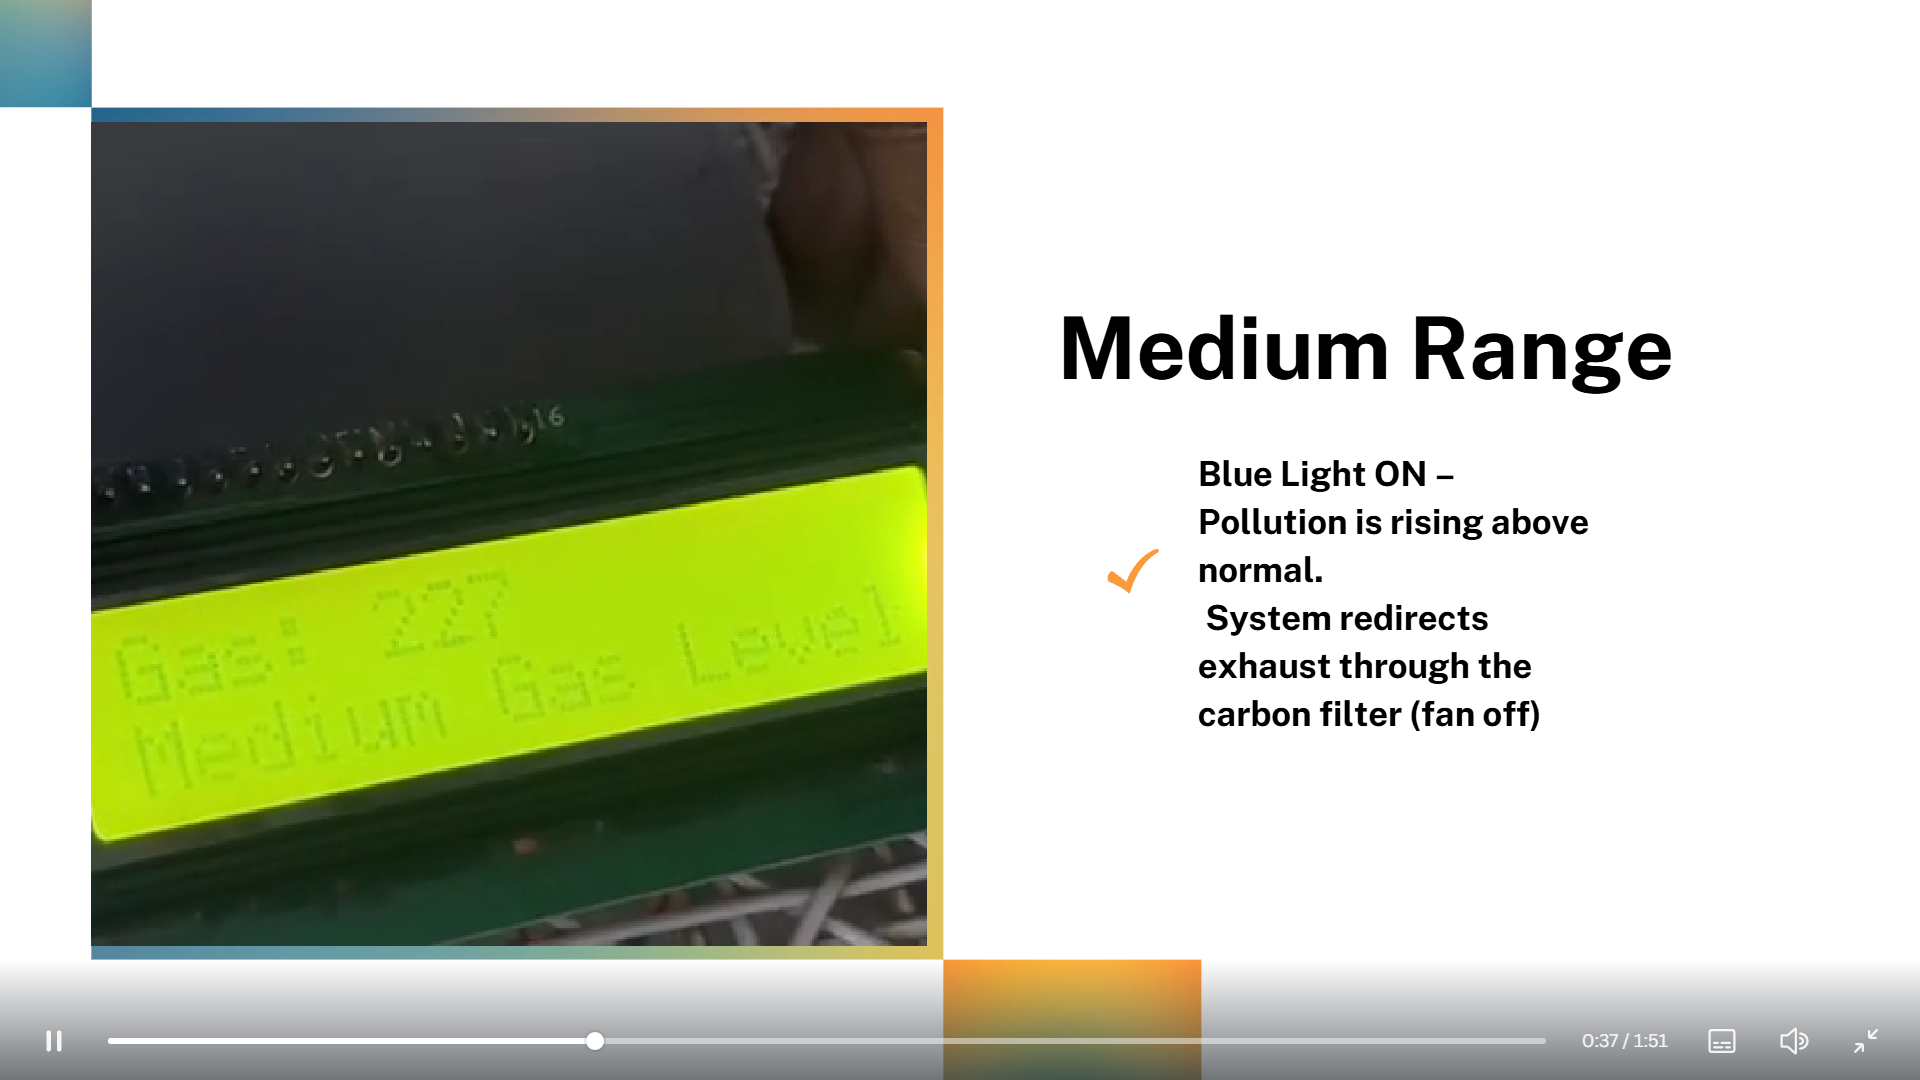 16
Gas: 227
Medium Gas Level
Medium Range
Blue Light ON –
Pollution is rising above
normal.
System redirects
exhaust through the
carbon filter (fan off)
0:37 / 1:51